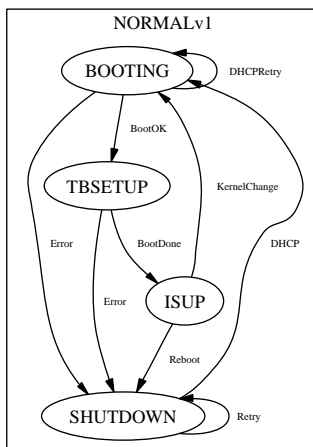 NORMALv1
BOOTING
DHCPRetry
BootOK
TBSETUP
KernelChange
Error
BootDone
DHCP
ISUP
Error
Reboot
SHUTDOWN
Retry